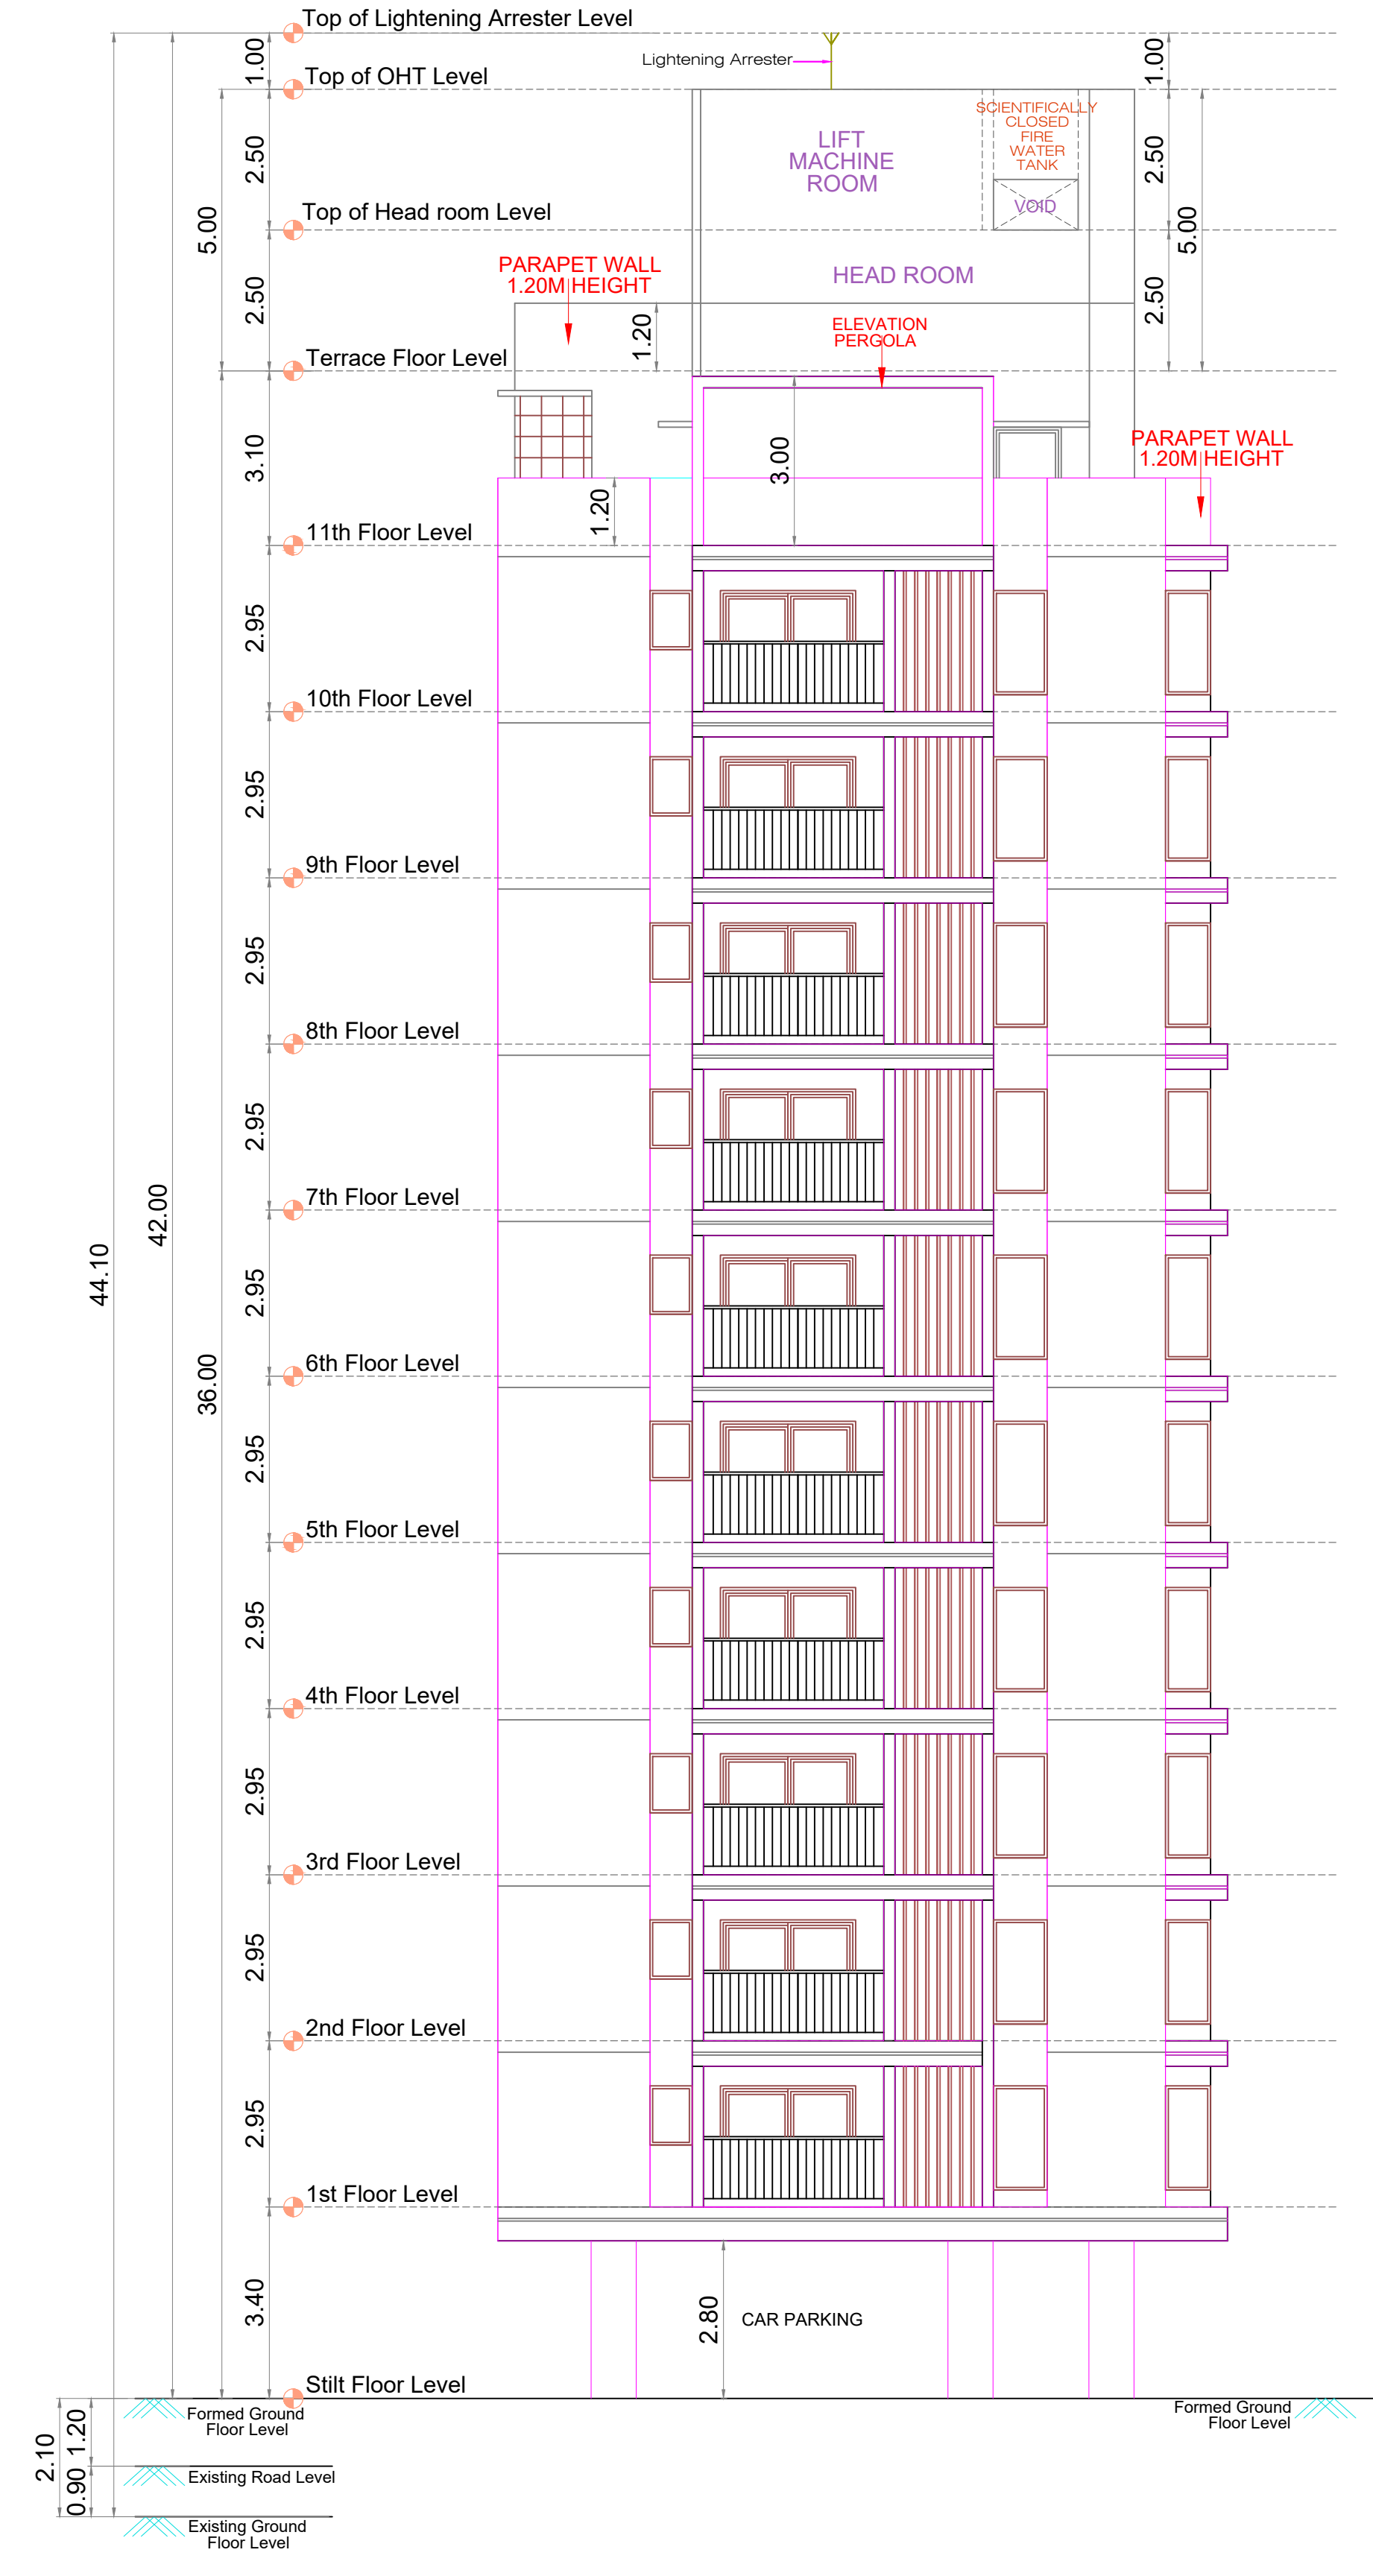 Top of Lightening Arrester Level
1.00
Lightening Arrester
1.00
Top of OHT Level
SCIENTIFICALLY
CLOSED
FIRE
WATER
TANK
LIFT
MACHINE
ROOM
2.50
2.50
VOID
Top of Head room Level
5.00
5.00
PARAPET WALL
1.20M HEIGHT
HEAD ROOM
2.50
2.50
1.20
ELEVATION
PERGOLA
Terrace Floor Level
PARAPET WALL
1.20M HEIGHT
3.10
3.00
1.20
11th Floor Level
2.95
10th Floor Level
2.95
9th Floor Level
2.95
8th Floor Level
2.95
7th Floor Level
42.00
44.10
2.95
6th Floor Level
36.00
2.95
5th Floor Level
2.95
4th Floor Level
2.95
3rd Floor Level
2.95
2nd Floor Level
2.95
1st Floor Level
3.40
2.80
CAR PARKING
Stilt Floor Level
Formed Ground
Floor Level
Formed Ground
Floor Level
1.20
2.10
Existing Road Level
0.90
Existing Ground
Floor Level